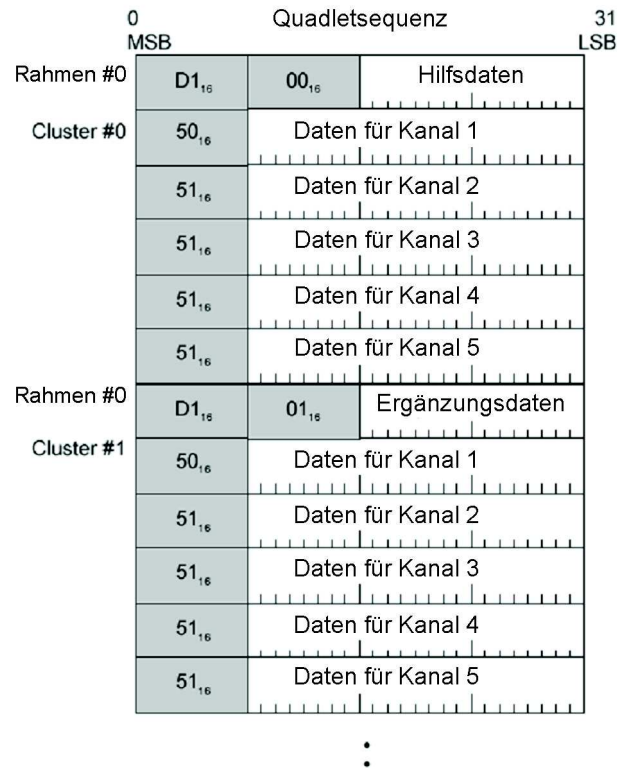 0 Quadletsequenz 31
MSB LSB
Rahmen #0 D1₁₆ 00₁₆ Hilfsdaten
Cluster #0 50₁₆ Daten für Kanal 1
51₁₆ Daten für Kanal 2
51₁₆ Daten für Kanal 3
51₁₆ Daten für Kanal 4
51₁₆ Daten für Kanal 5
Rahmen #0 D1₁₆ 01₁₆ Ergänzungsdaten
Cluster #1 50₁₆ Daten für Kanal 1
51₁₆ Daten für Kanal 2
51₁₆ Daten für Kanal 3
51₁₆ Daten für Kanal 4
51₁₆ Daten für Kanal 5